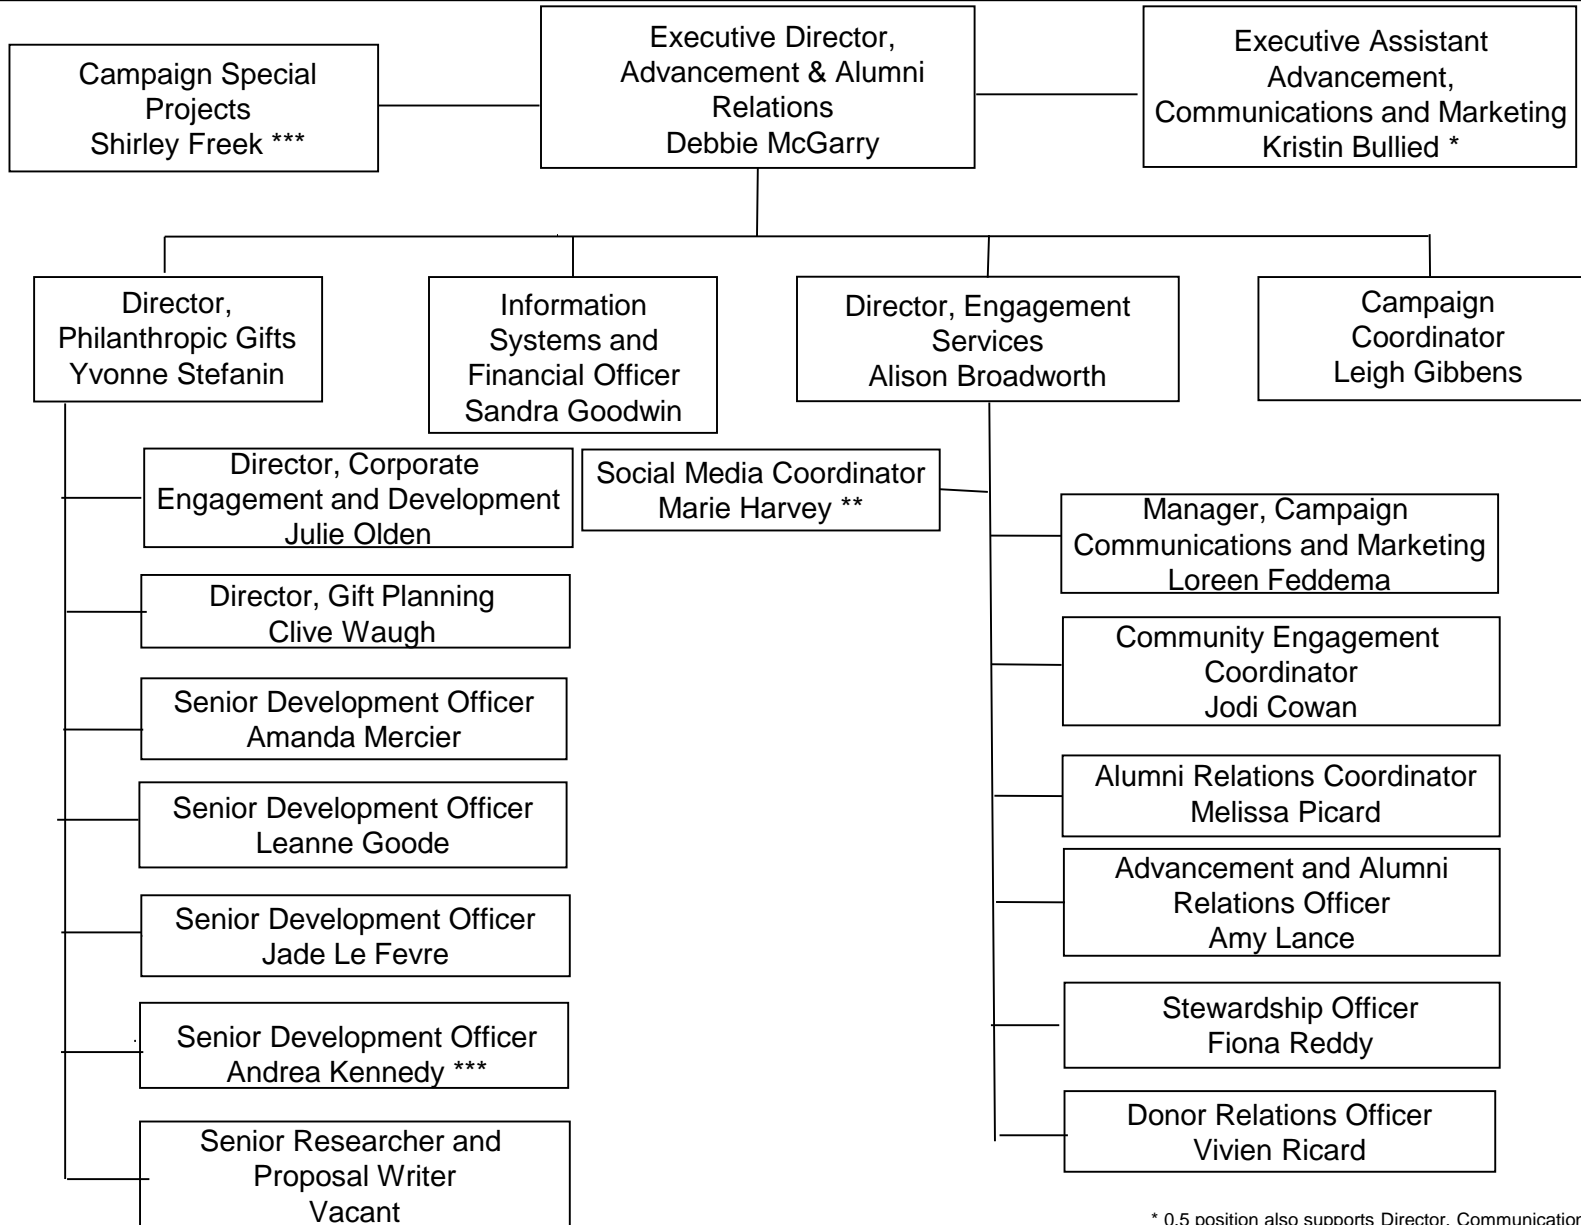 Campaign Special
Projects
Shirley Freek ***
Executive Director,
Advancement & Alumni
Relations
Debbie McGarry
Executive Assistant
Advancement,
Communications and Marketing
Kristin Bullied *
Director,
Philanthropic Gifts
Yvonne Stefanin
Information
Systems and
Financial Officer
Sandra Goodwin
Director, Engagement
Services
Alison Broadworth
Campaign
Coordinator
Leigh Gibbens
Director, Corporate
Engagement and Development
Julie Olden
Director, Gift Planning
Clive Waugh
Senior Development Officer
Amanda Mercier
Senior Development Officer
Leanne Goode
Senior Development Officer
Jade Le Fevre
Senior Development Officer
Andrea Kennedy ***
Senior Researcher and
Proposal Writer
Vacant
Social Media Coordinator
Marie Harvey **
Manager, Campaign
Communications and Marketing
Loreen Feddema
Community Engagement
Coordinator
Jodi Cowan
Alumni Relations Coordinator
Melissa Picard
Advancement and Alumni
Relations Officer
Amy Lance
Stewardship Officer
Fiona Reddy
Donor Relations Officer
Vivien Ricard
* 0.5 position also supports Director, Communication